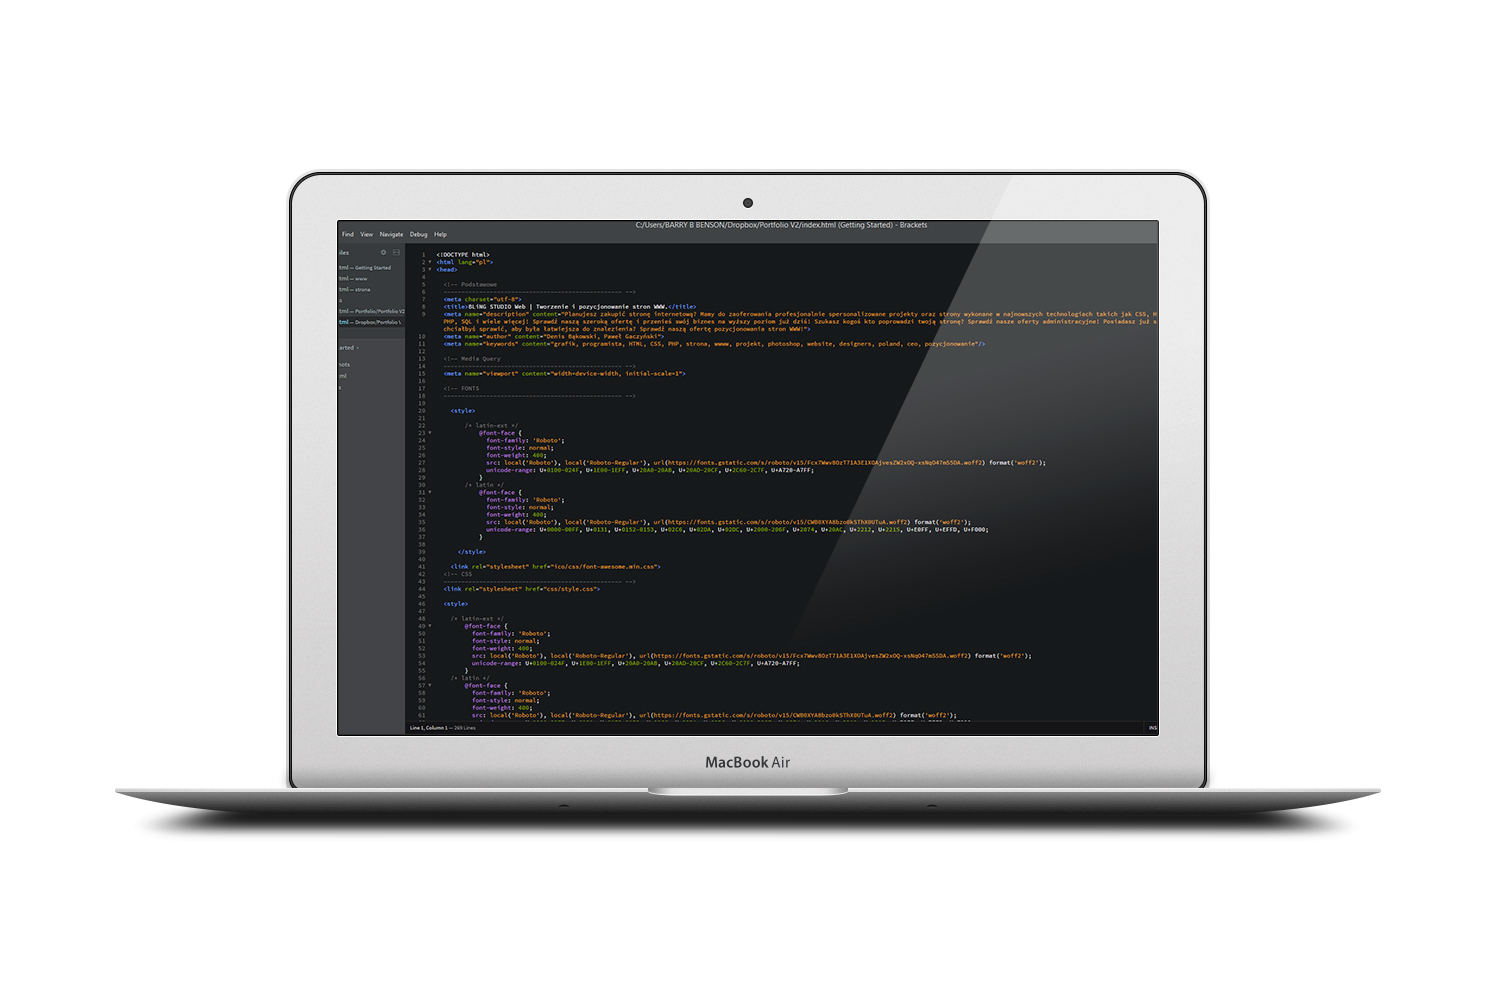 C:/Users/BARRY B BENSON/Dropbox/Portfolio V2/index.html (Getting Started) - Brackets
Find View Navigate Debug Help
iles
tml — Getting Started
tml — www
tml — strona
s
tml — Portfolio/Portfolio V2
tml — Dropbox/Portfolio \
arted
nots
ml
s
1 <!DOCTYPE html>
2 <html lang="pl">
3 <head>
4
5 <!-- Podstawowe
6 -------------------------------------------------- -->
7 <meta charset="utf-8">
8 <title>BLiNG STUDIO Web | Tworzenie i pozycjonowanie stron WWW.</title>
9 <meta name="description" content="Planujesz zakupić stronę internetową? Mamy do zaoferowania profesjonalnie spersonalizowane projekty oraz strony wykonane w najnowszych technologiach takich jak CSS, H
PHP, SQL i wiele więcej! Sprawdź naszą szeroką ofertę i przenieś swój biznes na wyższy poziom już dziś! Szukasz kogoś kto poprowadzi twoją stronę? Sprawdź nasze oferty administracyjne! Posiadasz już s
chciałbyś sprawić, aby była łatwiejsza do znalezienia? Sprawdź naszą ofertę pozycjonowania stron WWW!">
10 <meta name="author" content="Denis Bąkowski, Paweł Gaczyński">
11 <meta name="keywords" content="grafik, programista, HTML, CSS, PHP, strona, wwww, projekt, photoshop, website, designers, poland, ceo, pozycjonowanie"/>
12
13 <!-- Media Query
14 -------------------------------------------------- -->
15 <meta name="viewport" content="width=device-width, initial-scale=1">
16
17 <!-- FONTS
18 -------------------------------------------------- -->
19
20 <style>
21
22 /* latin-ext */
23 @font-face {
24 font-family: 'Roboto';
25 font-style: normal;
26 font-weight: 400;
27 src: local('Roboto'), local('Roboto-Regular'), url(https://fonts.gstatic.com/s/roboto/v15/Fcx7Wwv8OzT71A3E1XOAjvesZW2xOQ-xsNqO47m55DA.woff2) format('woff2');
28 unicode-range: U+0100-024F, U+1E00-1EFF, U+20A0-20AB, U+20AD-20CF, U+2C60-2C7F, U+A720-A7FF;
29 }
30 /* latin */
31 @font-face {
32 font-family: 'Roboto';
33 font-style: normal;
34 font-weight: 400;
35 src: local('Roboto'), local('Roboto-Regular'), url(https://fonts.gstatic.com/s/roboto/v15/CWB0XYA8bzo0kSThX0UTuA.woff2) format('woff2');
36 unicode-range: U+0000-00FF, U+0131, U+0152-0153, U+02C6, U+02DA, U+02DC, U+2000-206F, U+2074, U+20AC, U+2212, U+2215, U+E0FF, U+EFFD, U+F000;
37 }
38
39 </style>
40
41 <link rel="stylesheet" href="ico/css/font-awesome.min.css">
42 <!-- CSS
43 -------------------------------------------------- -->
44 <link rel="stylesheet" href="css/style.css">
45
46 <style>
47
48 /* latin-ext */
49 @font-face {
50 font-family: 'Roboto';
51 font-style: normal;
52 font-weight: 400;
53 src: local('Roboto'), local('Roboto-Regular'), url(https://fonts.gstatic.com/s/roboto/v15/Fcx7Wwv8OzT71A3E1XOAjvesZW2xOQ-xsNqO47m55DA.woff2) format('woff2');
54 unicode-range: U+0100-024F, U+1E00-1EFF, U+20A0-20AB, U+20AD-20CF, U+2C60-2C7F, U+A720-A7FF;
55 }
56 /* latin */
57 @font-face {
58 font-family: 'Roboto';
59 font-style: normal;
60 font-weight: 400;
61 src: local('Roboto'), local('Roboto-Regular'), url(https://fonts.gstatic.com/s/roboto/v15/CWB0XYA8bzo0kSThX0UTuA.woff2) format('woff2');
Line 1, Column 1 — 269 Lines
INS
MacBook Air